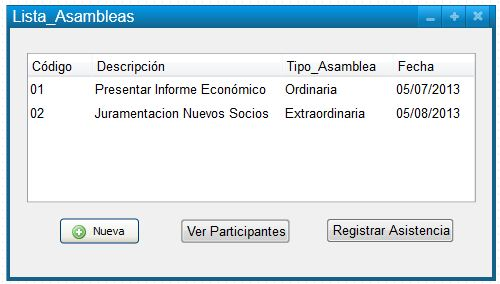 Lista_Asambleas
Código Descripción Tipo_Asamblea Fecha
01 Presentar Informe Económico Ordinaria 05/07/2013
02 Juramentacion Nuevos Socios Extraordinaria 05/08/2013
Nueva Ver Participantes Registrar Asistencia